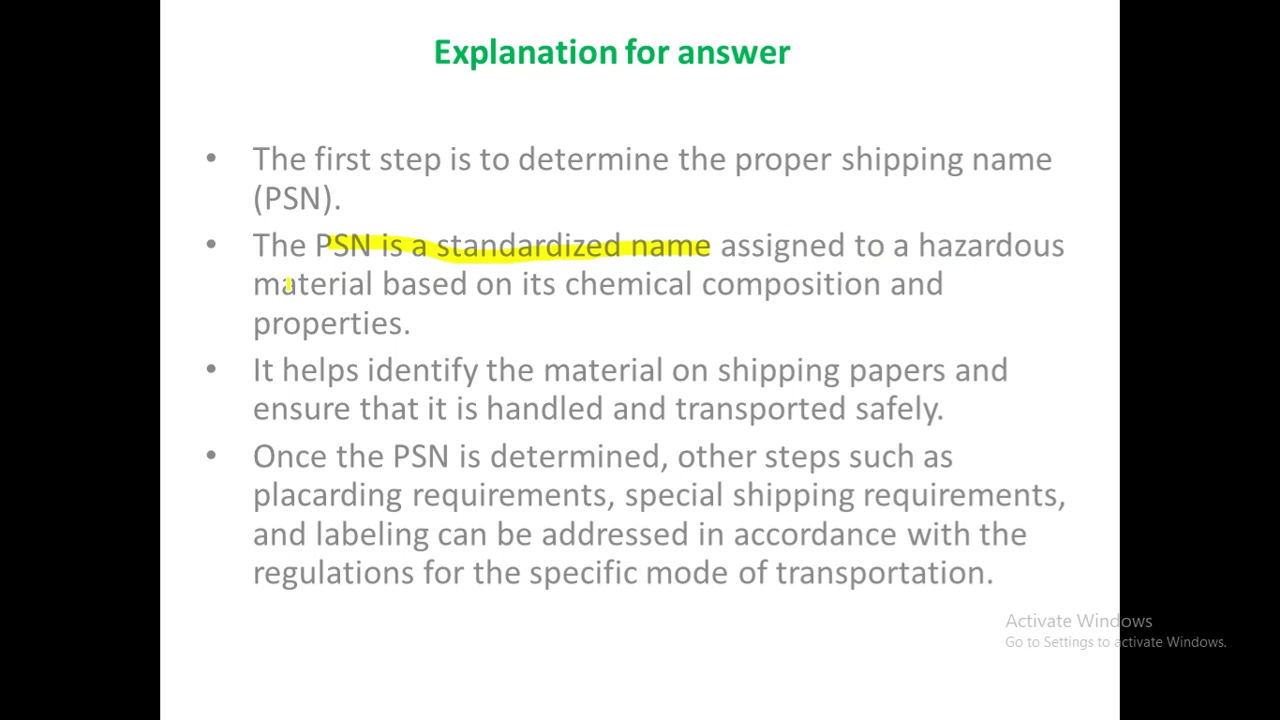 Explanation for answer
• The first step is to determine the proper shipping name
(PSN).
• The PSN is a standardized name assigned to a hazardous
material based on its chemical composition and
properties.
• It helps identify the material on shipping papers and
ensure that it is handled and transported safely.
• Once the PSN is determined, other steps such as
placarding requirements, special shipping requirements,
and labeling can be addressed in accordance with the
regulations for the specific mode of transportation.
Activate Windows
Go to Settings to activate Windows.